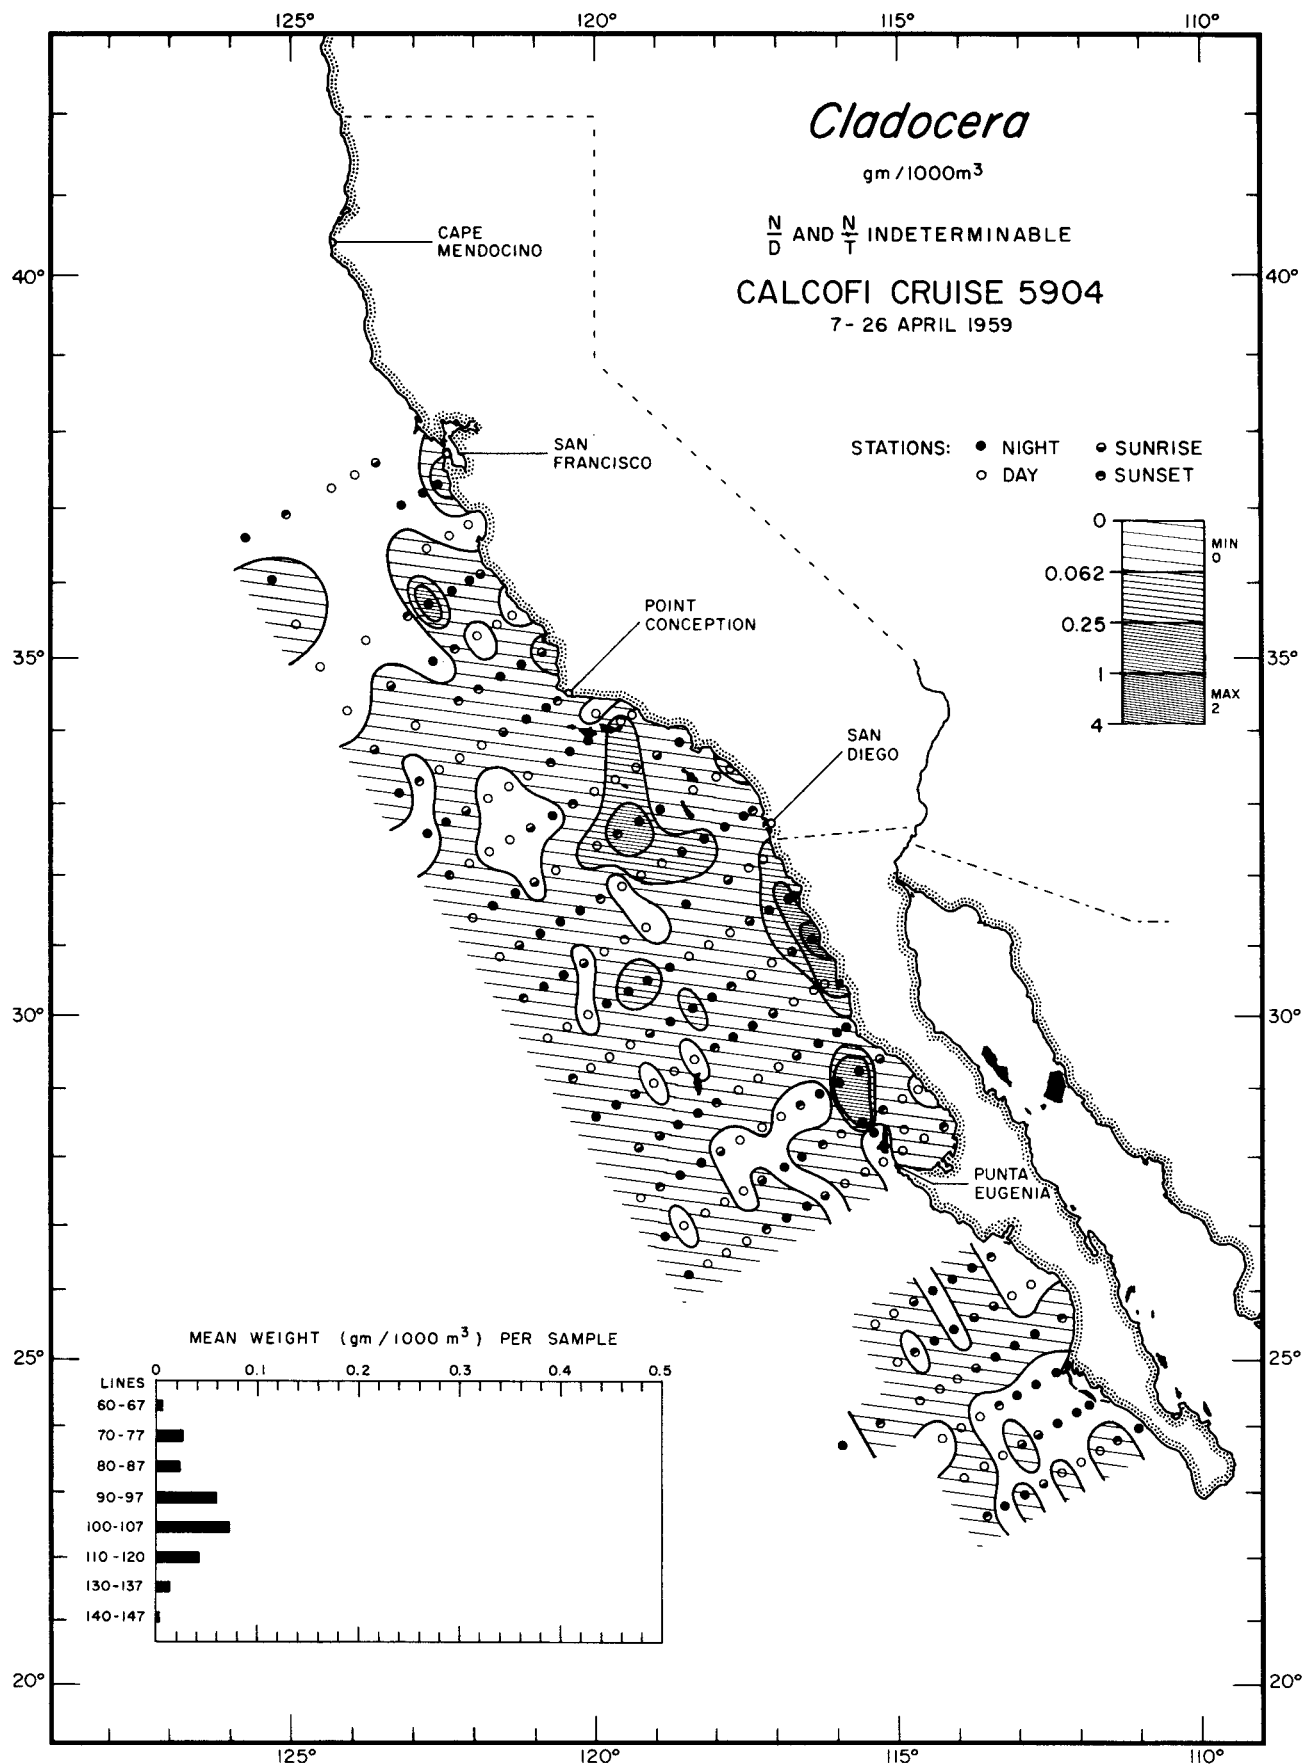 125° 120° 115° 110°
Cladocera
gm/1000m³
N/D AND N/T INDETERMINABLE
CALCOFI CRUISE 5904
7-26 APRIL 1959
CAPE
MENDOCINO
40° 40°
SAN
FRANCISCO
STATIONS: NIGHT SUNRISE
DAY SUNSET
0
MIN
0
0.062
0.25
1
MAX
2
4
POINT
CONCEPTION
35° 35°
SAN
DIEGO
30° 30°
PUNTA
EUGENIA
25° 25°
MEAN WEIGHT (gm/1000 m³) PER SAMPLE
0 0.1 0.2 0.3 0.4 0.5
LINES
60-67
70-77
80-87
90-97
100-107
110-120
130-137
140-147
20° 20°
125° 120° 115° 110°